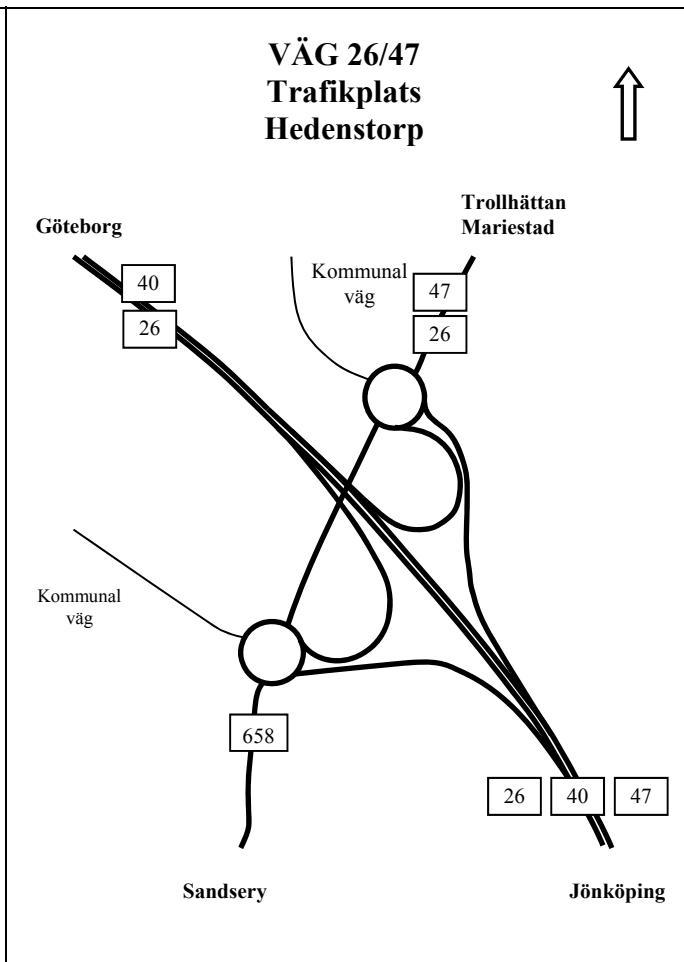 VÄG 26/47
Trafikplats
Hedenstorp
Trollhättan
Mariestad
Göteborg
Kommunal
väg
40
26
47
26
Kommunal
väg
658
26 40 47
Sandsery
Jönköping